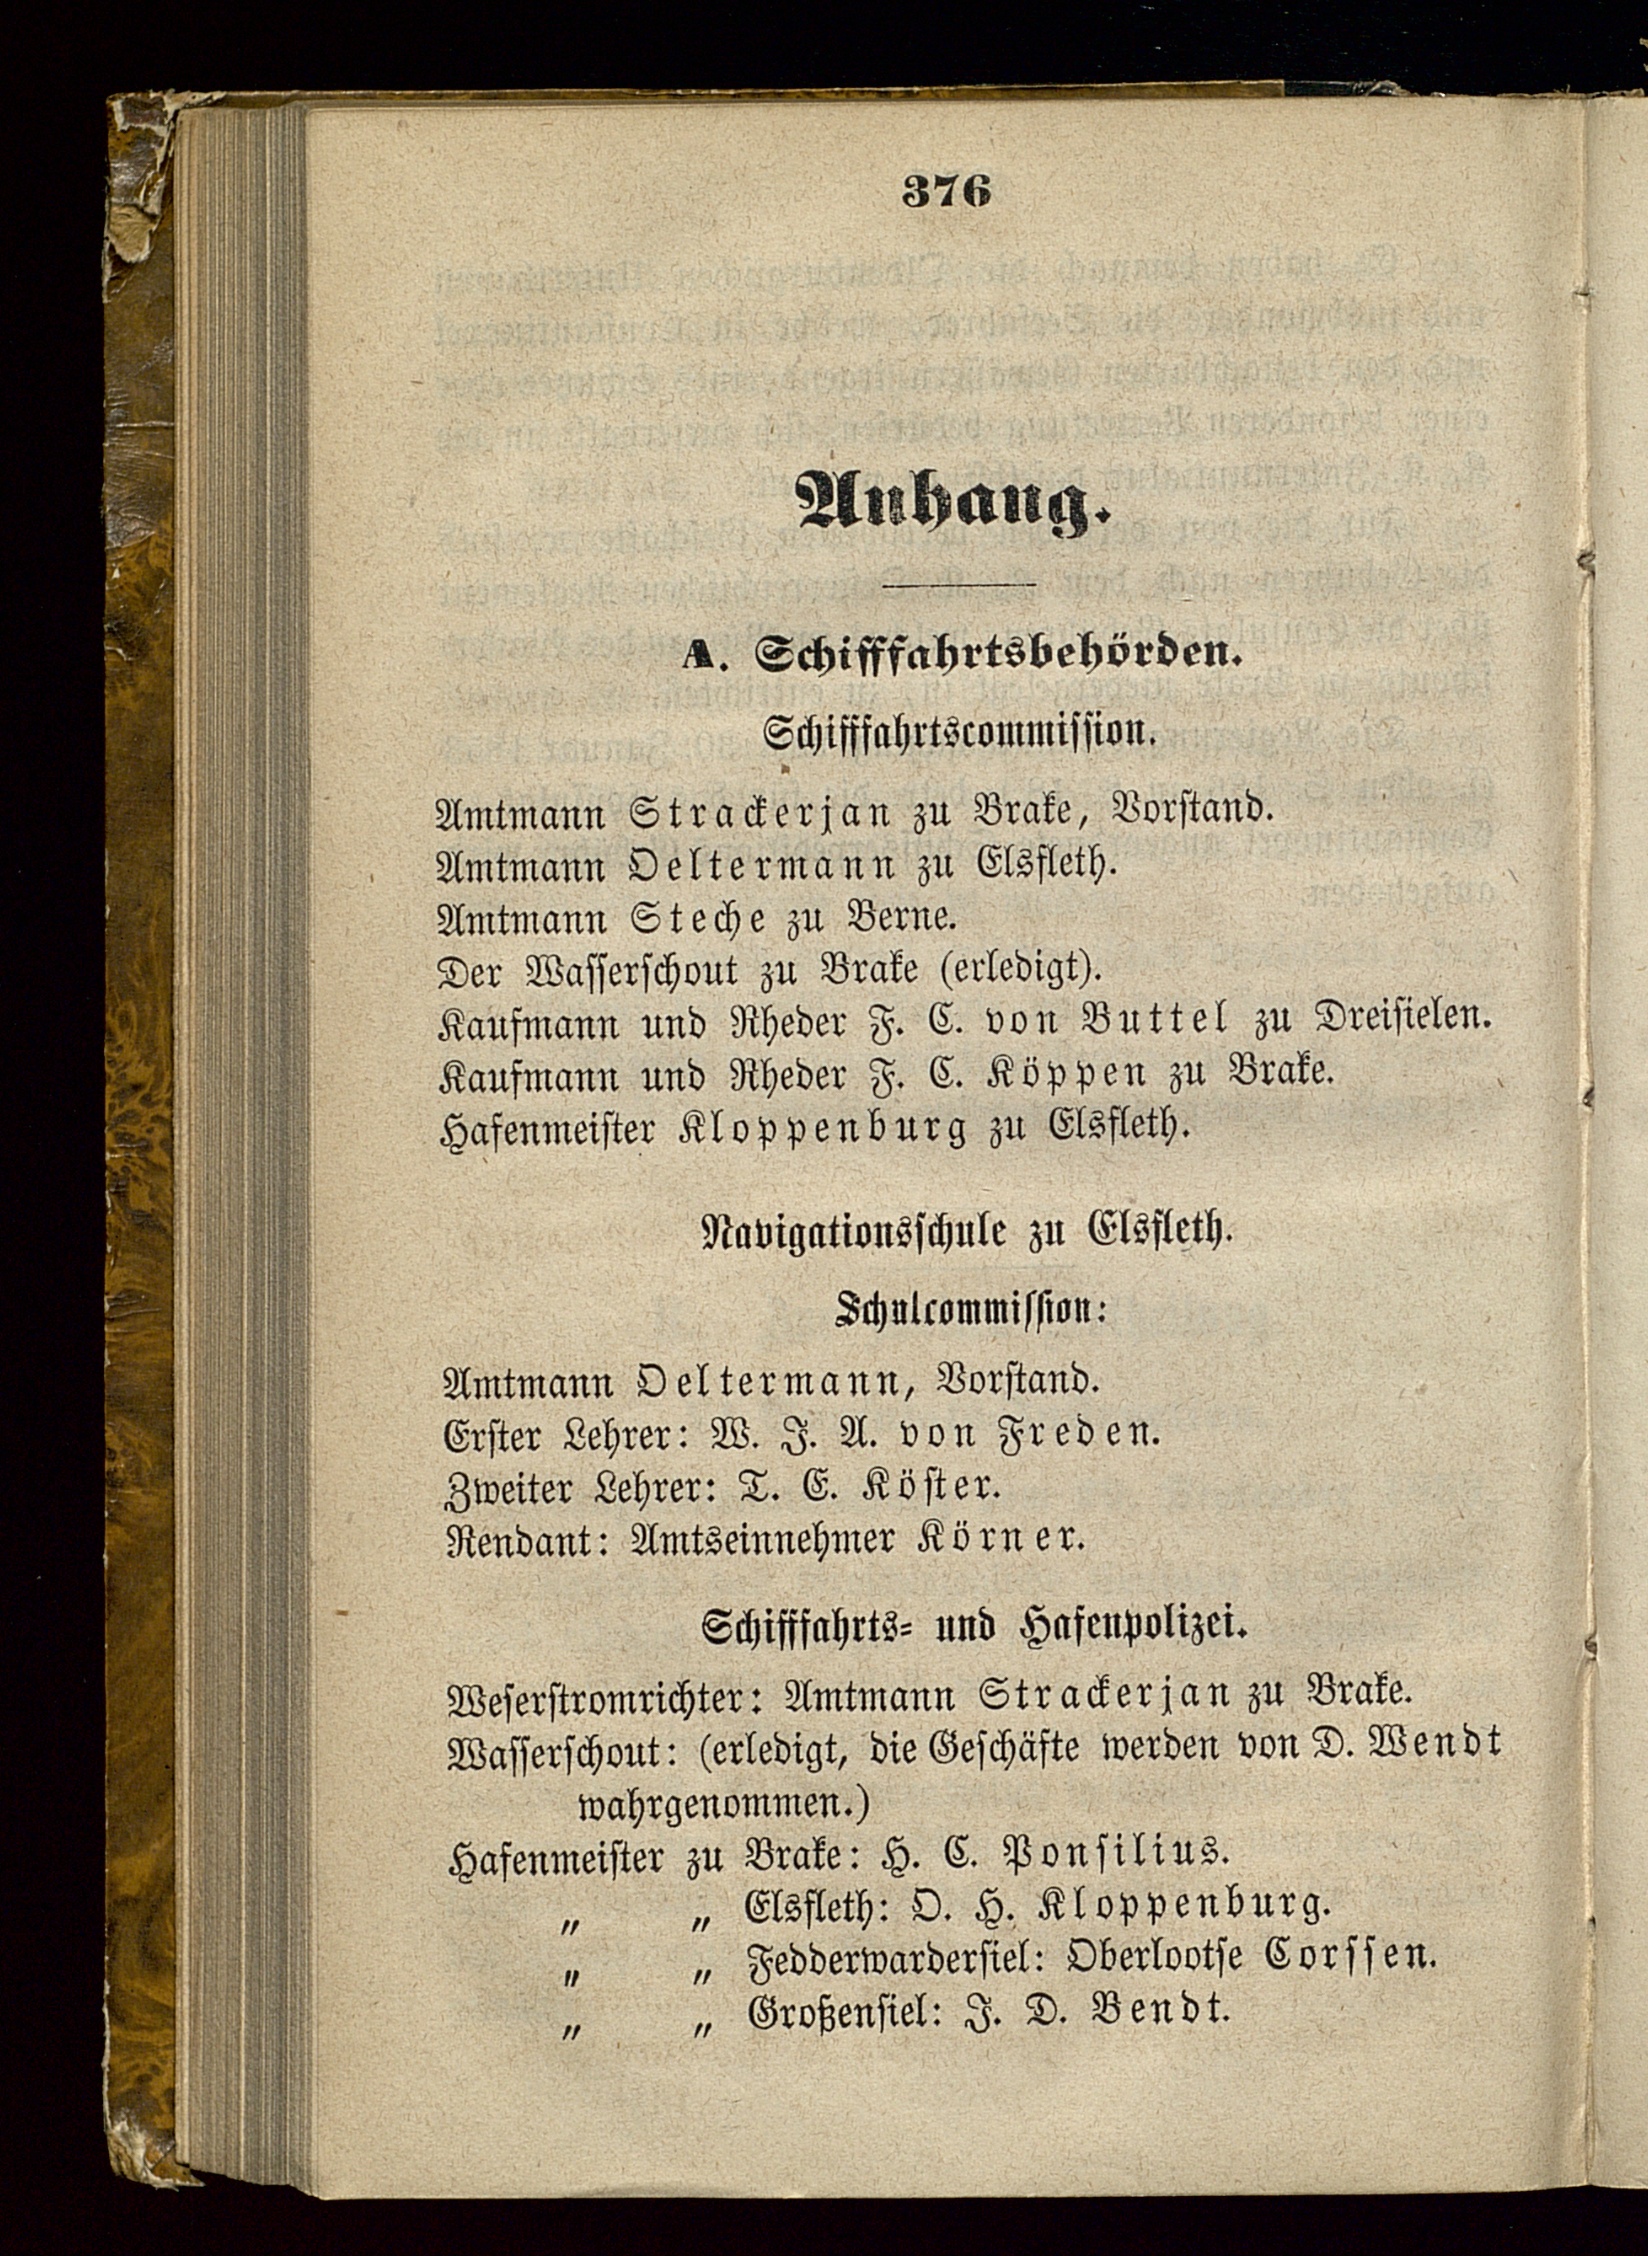 376
Anhang.
A. Schifffahrtsbehörden.
Schifffahrtscommission.
Amtmann Strackerjan zu Brake, Vorstand.
Amtmann Oeltermann zu Elsfleth.
Amtmann Steche zu Berne.
Der Wasserschout zu Brake (erledigt).
Kaufmann und Rheder F. C. von Buttel zu Dreisielen.
Kaufmann und Rheder F. C. Köppen zu Brake.
Hafenmeister Kloppenburg zu Elsfleth.
Navigationsschule zu Elsfleth.
Schulcommission:
Amtmann Oeltermann, Vorstand.
Erster Lehrer: W. J. A. von Freden.
Zweiter Lehrer: T. E. Köster.
Rendant: Amtseinnehmer Körner.
Schifffahrts- und Hafenpolizei.
Weserstromrichter: Amtmann Strackerjan zu Brake.
Wasserschout: (erledigt, die Geschäfte werden von D. Wendt
wahrgenommen.)
Hafenmeister zu Brake: H. C. Ponsilius.
„ „ Elsfleth: O. H. Kloppenburg.
„ „ Fedderwardersiel: Oberlootse Corssen.
„ „ Großensiel: J. D. Bendt.